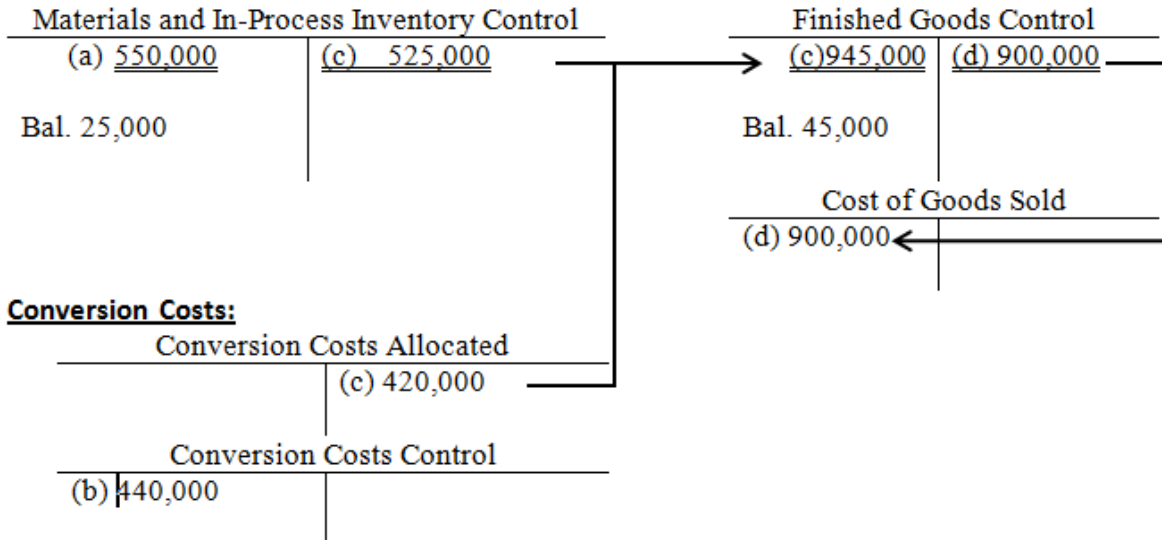 Materials and In-Process Inventory Control
(a) 550,000 (c) 525,000
Bal. 25,000
Finished Goods Control
(c)945,000 (d) 900,000
Bal. 45,000
Cost of Goods Sold
(d) 900,000
Conversion Costs:
Conversion Costs Allocated
(c) 420,000
Conversion Costs Control
(b) 440,000